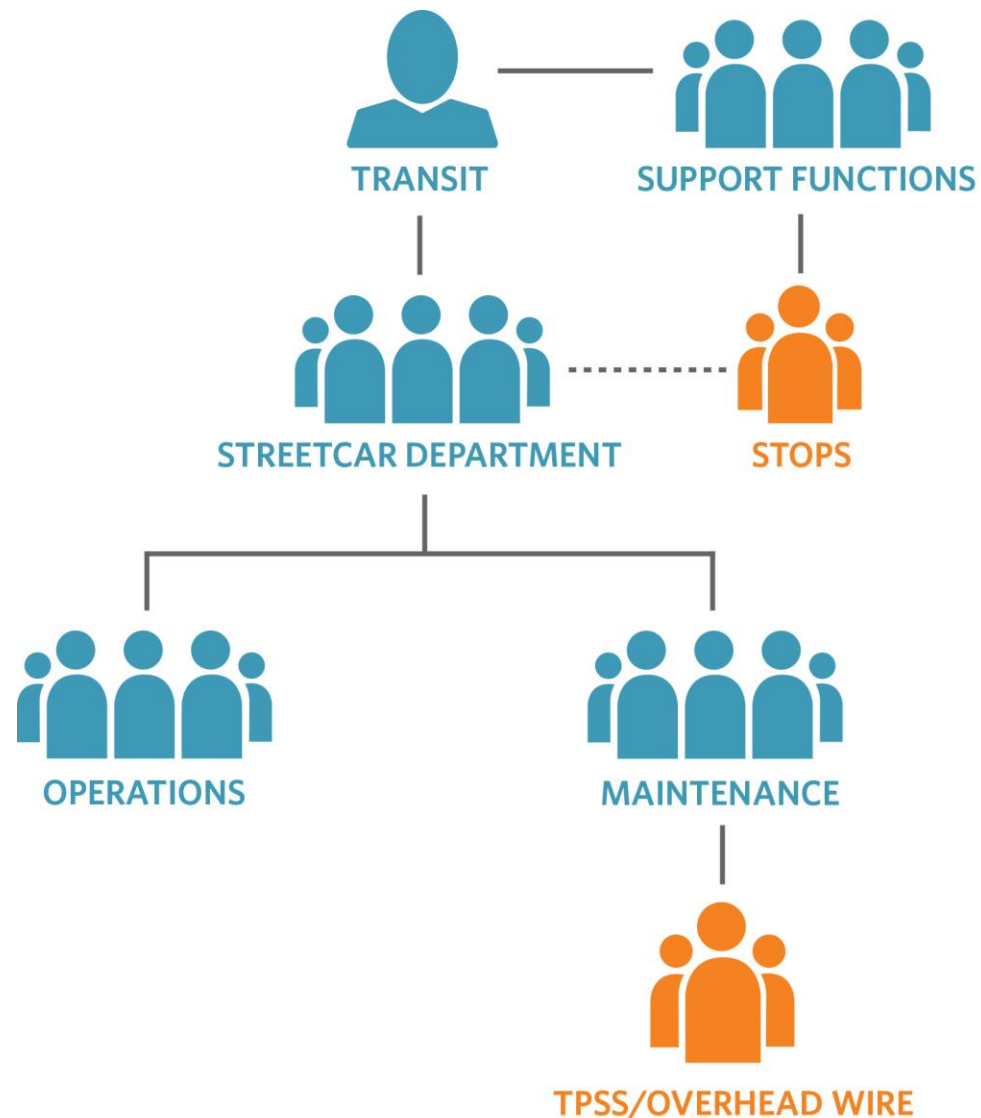 TRANSIT
SUPPORT FUNCTIONS
STREETCAR DEPARTMENT
STOPS
OPERATIONS
MAINTENANCE
TPSS/OVERHEAD WIRE